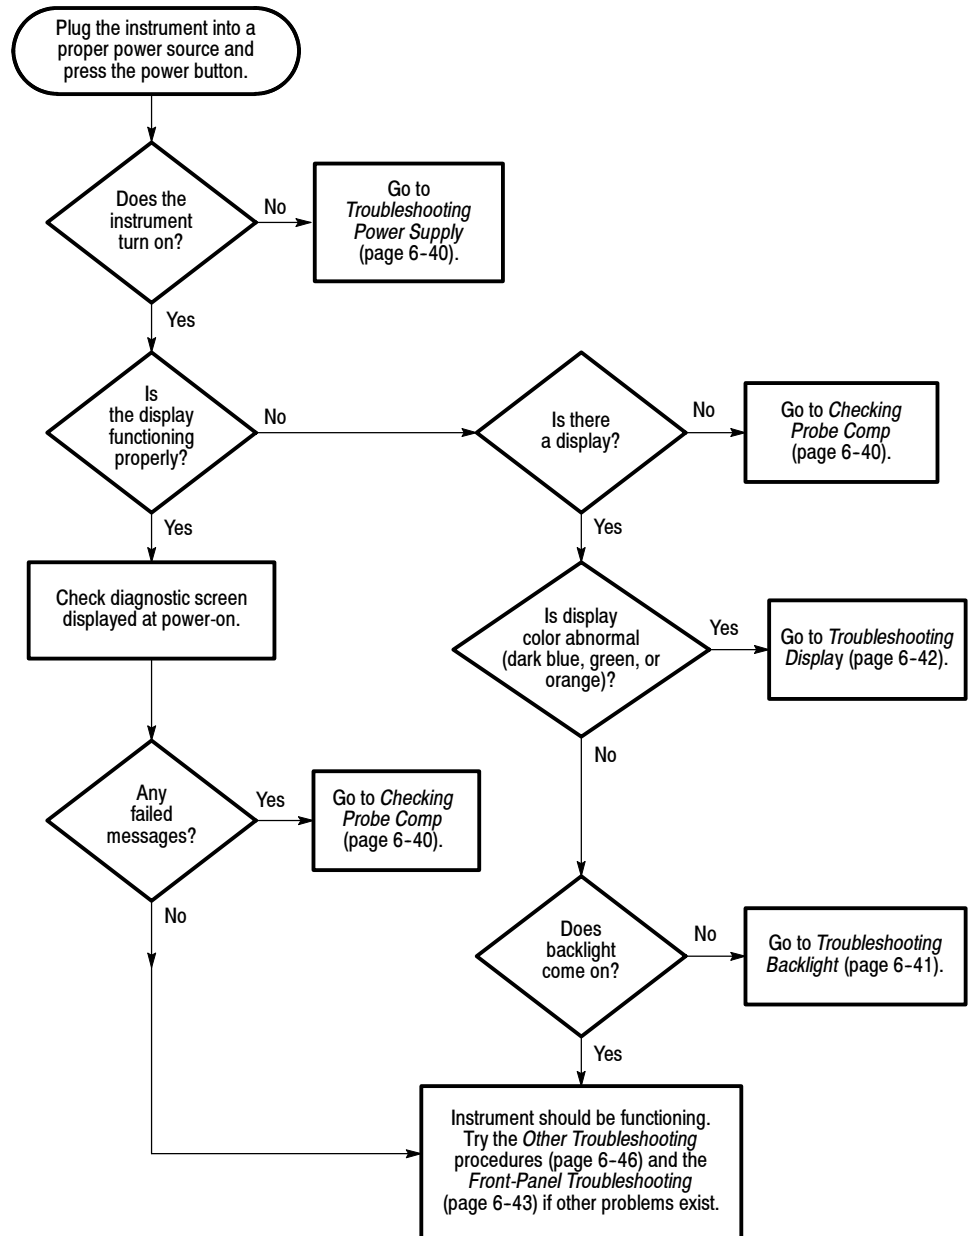 Plug the instrument into a
proper power source and
press the power button.
Does the
instrument
turn on?
No
Go to
Troubleshooting
Power Supply
(page 6-40).
Yes
Is
the display
functioning
properly?
No
Is there
a display?
No
Go to Checking
Probe Comp
(page 6-40).
Yes
Yes
Check diagnostic screen
displayed at power-on.
Is display
color abnormal
(dark blue, green, or
orange)?
Yes
Go to Troubleshooting
Display (page 6-42).
No
Any
failed
messages?
Yes
Go to Checking
Probe Comp
(page 6-40).
No
Does
backlight
come on?
No
Go to Troubleshooting
Backlight (page 6-41).
Yes
Instrument should be functioning.
Try the Other Troubleshooting
procedures (page 6-46) and the
Front-Panel Troubleshooting
(page 6-43) if other problems exist.